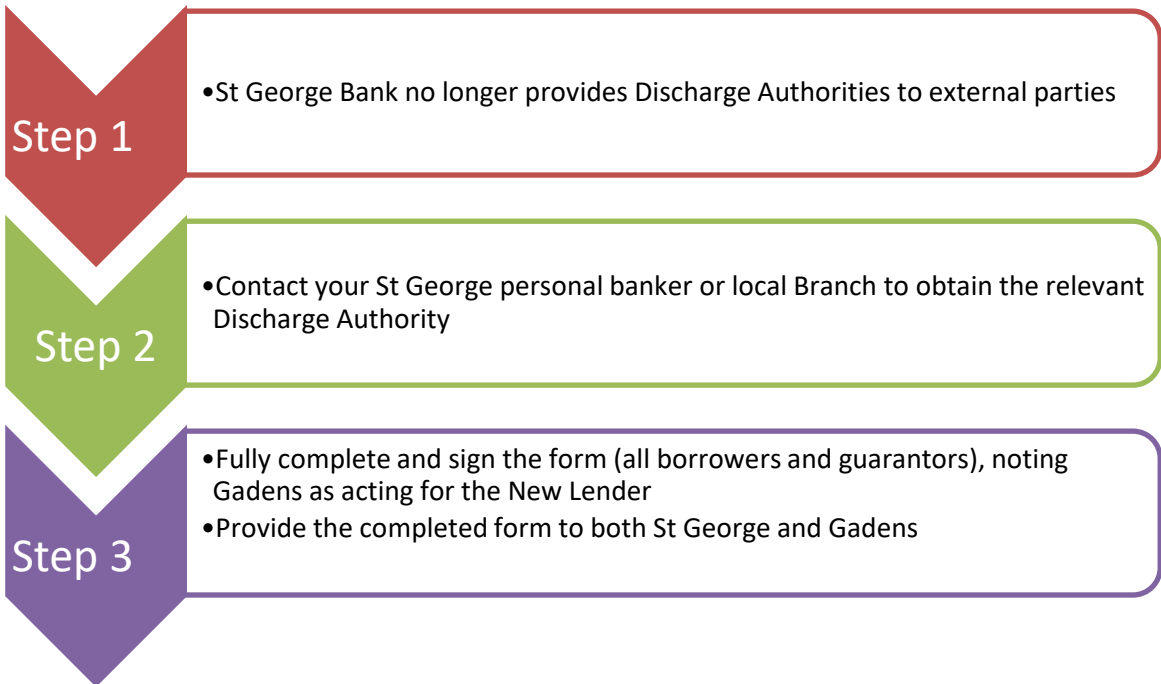 Step 1
•St George Bank no longer provides Discharge Authorities to external parties
Step 2
•Contact your St George personal banker or local Branch to obtain the relevant
Discharge Authority
Step 3
•Fully complete and sign the form (all borrowers and guarantors), noting
Gadens as acting for the New Lender
•Provide the completed form to both St George and Gadens